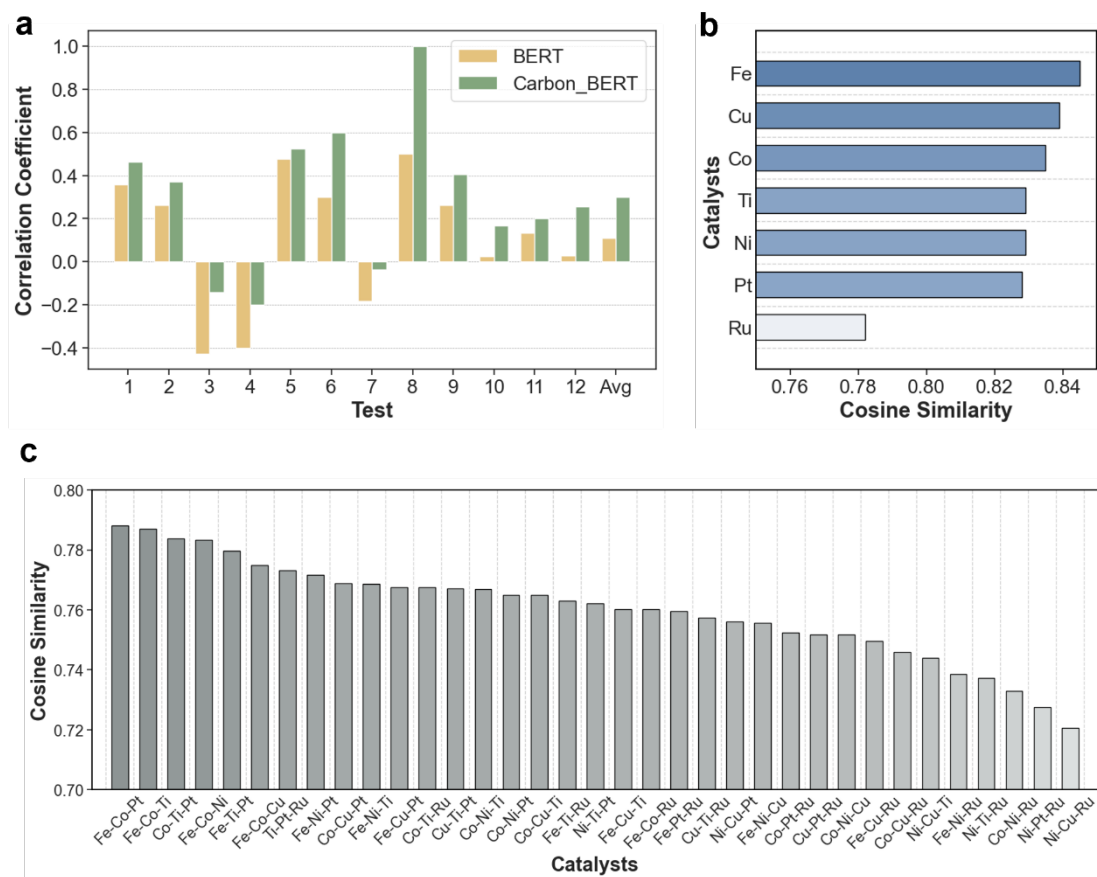 a
1.0
0.8
0.6
0.4
0.2
0.0
−0.2
−0.4
Correlation Coefficient
BERT
Carbon_BERT
1 2 3 4 5 6 7 8 9 10 11 12 Avg
Test
b
Catalysts
Fe
Cu
Co
Ti
Ni
Pt
Ru
0.76 0.78 0.80 0.82 0.84
Cosine Similarity
c
0.80
0.78
0.76
0.74
0.72
0.70
Cosine Similarity
Fe-Co-Pt
Fe-Co-Ti
Co-Ti-Pt
Fe-Co-Ni
Fe-Ti-Pt
Fe-Co-Cu
Ti-Pt-Ru
Fe-Ni-Pt
Co-Cu-Pt
Fe-Ni-Ti
Fe-Cu-Pt
Co-Ti-Ru
Cu-Ti-Pt
Co-Ni-Ti
Co-Ni-Pt
Co-Cu-Ti
Fe-Ti-Ru
Ni-Ti-Pt
Fe-Cu-Ti
Fe-Co-Ru
Fe-Pt-Ru
Cu-Ti-Ru
Ni-Cu-Pt
Fe-Ni-Cu
Co-Pt-Ru
Cu-Pt-Ru
Co-Ni-Cu
Fe-Cu-Ru
Co-Cu-Ru
Ni-Cu-Ti
Fe-Ni-Ru
Ni-Ti-Ru
Co-Ni-Ru
Ni-Pt-Ru
Ni-Cu-Ru
Catalysts